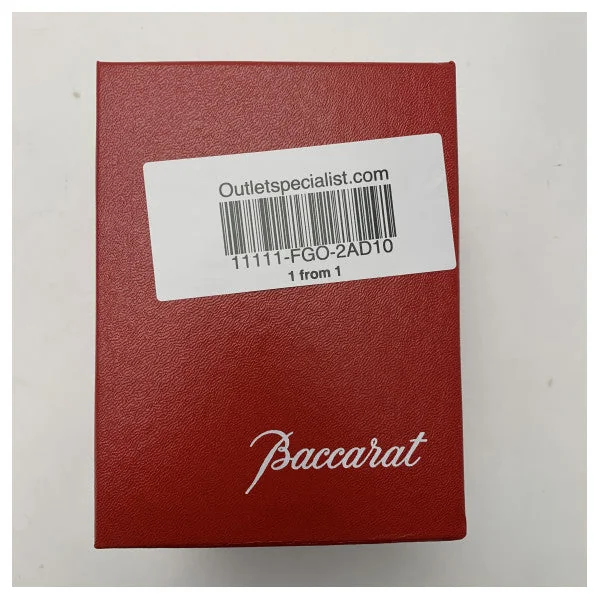 Outletspecialist.com
11111-FGO-2AD10
1 from 1
Baccarat